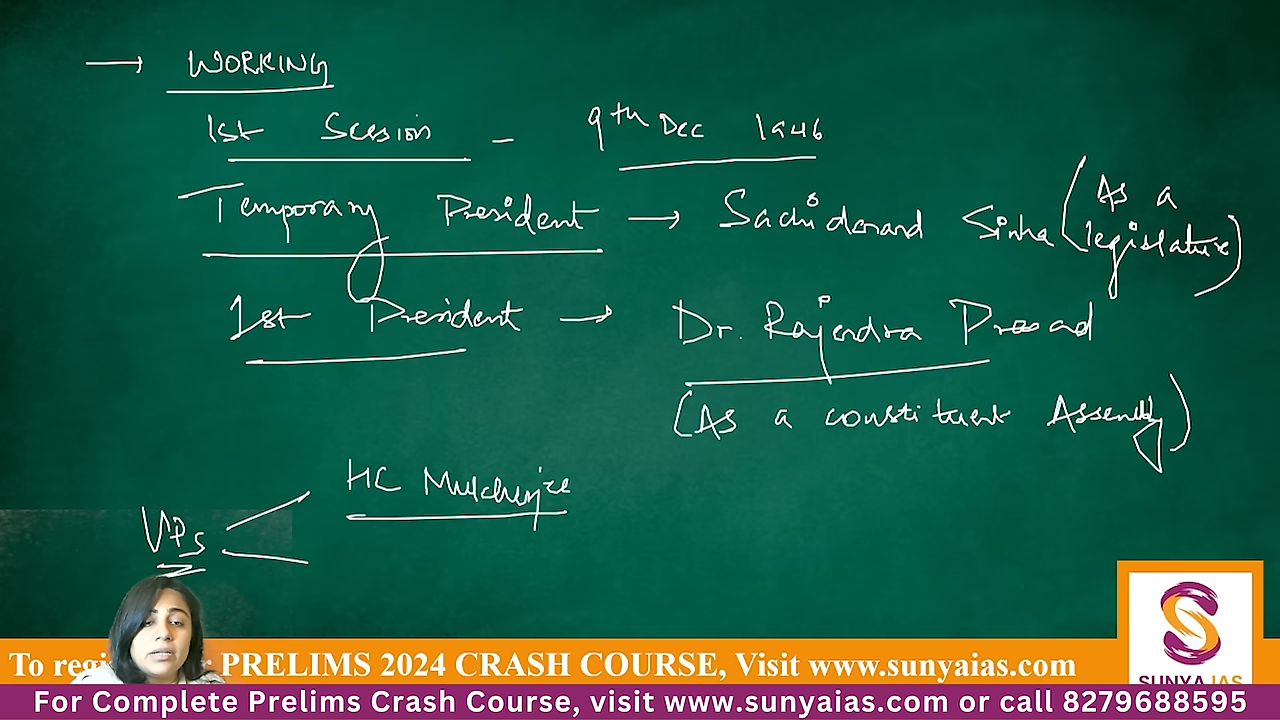 → WORKING
1st Session - 9th Dec 1946
Temporary President → Sachidanand Sinha (As a legislature)
1st President → Dr. Rajendra Prasad
(As a constituent Assembly)
HC Mukherjee
VPs
To regi : PRELIMS 2024 CRASH COURSE, Visit www.sunyaias.com
SUNYA IAS
For Complete Prelims Crash Course, visit www.sunyaias.com or call 8279688595